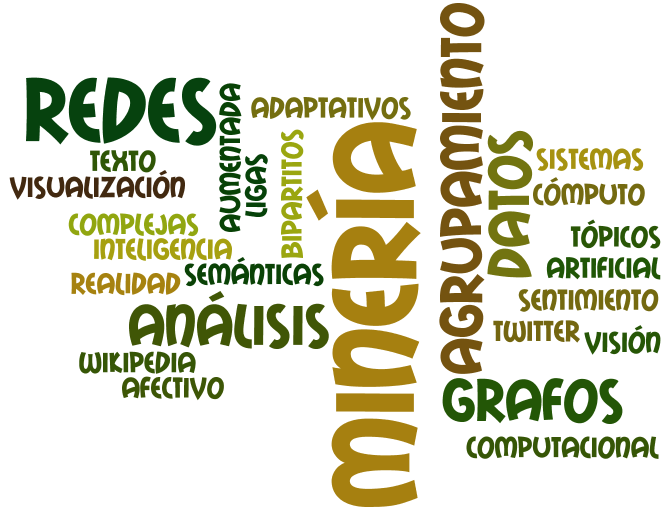 REDES
TEXTO
VISUALIZACIÓN
AUMENTADA
LIGAS
ADAPTATIVOS
BIPARTITOS
COMPLEJAS
INTELIGENCIA
REALIDAD
SEMÁNTICAS
ANÁLISIS
WIKIPEDIA
AFECTIVO
MINERÍA
AGRUPAMIENTO
DATOS
SISTEMAS
CÓMPUTO
TÓPICOS
ARTIFICIAL
SENTIMIENTO
TWITTER
VISIÓN
GRAFOS
COMPUTACIONAL